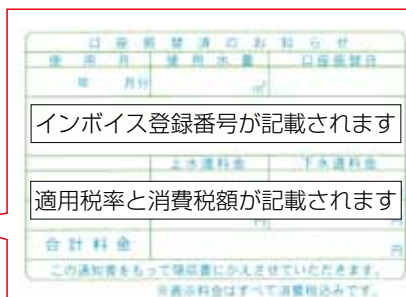 口座振替済のお知らせ
使用月 使用水量 口座振替日
年 月分 m³
インボイス登録番号が記載されます
上水道料金 下水道料金
適用税率と消費税額が記載されます
円 円
合計料金 円
この通知書をもって領収書にかえさせていただきます。
※表示料金はすべて消費税込みです。